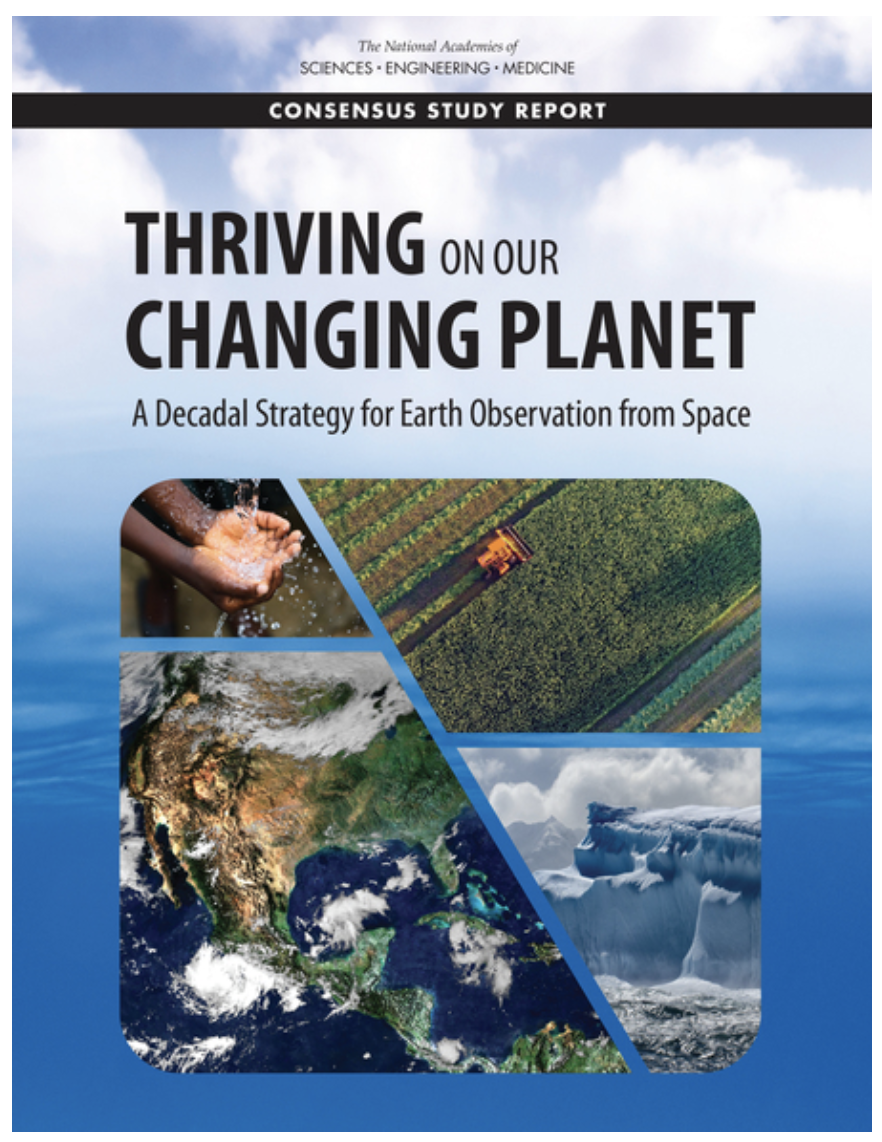 The National Academies of
SCIENCES • ENGINEERING • MEDICINE
CONSENSUS STUDY REPORT
THRIVING ON OUR
CHANGING PLANET
A Decadal Strategy for Earth Observation from Space